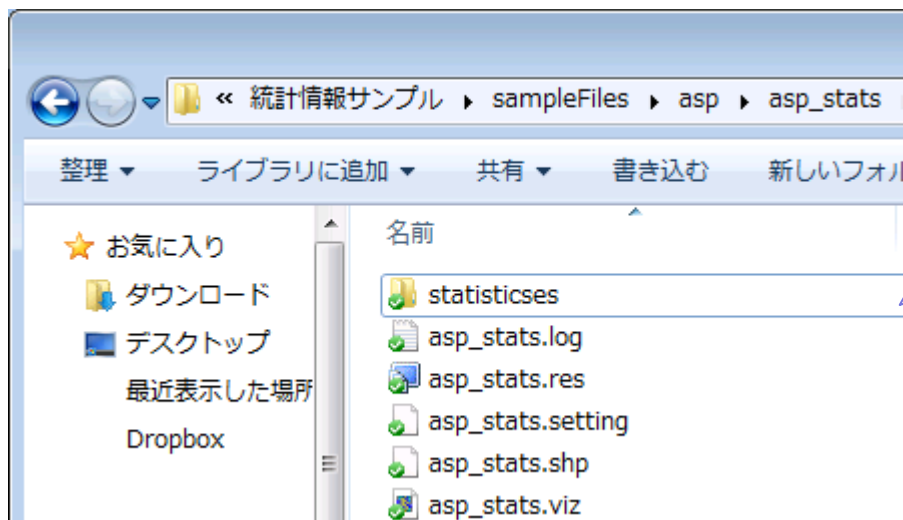 « 統計情報サンプル ▸ sampleFiles ▸ asp ▸ asp_stats
整理 ▼ ライブラリに追加 ▼ 共有 ▼ 書き込む 新しいフォル
お気に入り
ダウンロード
デスクトップ
最近表示した場所
Dropbox
名前
statisticses
asp_stats.log
asp_stats.res
asp_stats.setting
asp_stats.shp
asp_stats.viz